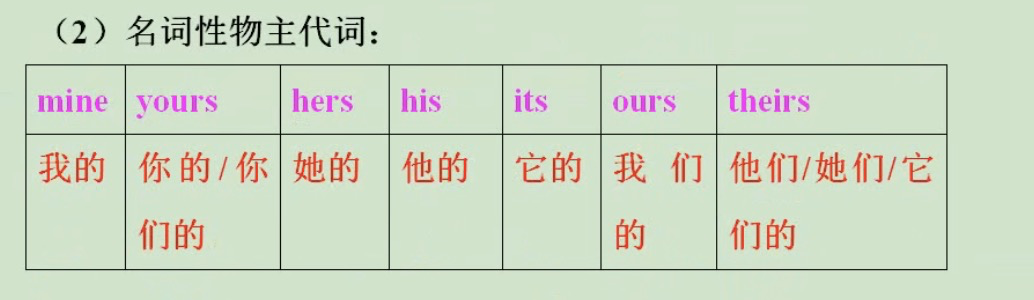 （2）名词性物主代词：
mine yours hers his its ours theirs
我的 你的/你们的 她的 他的 它的 我们的 他们/她们/它们的